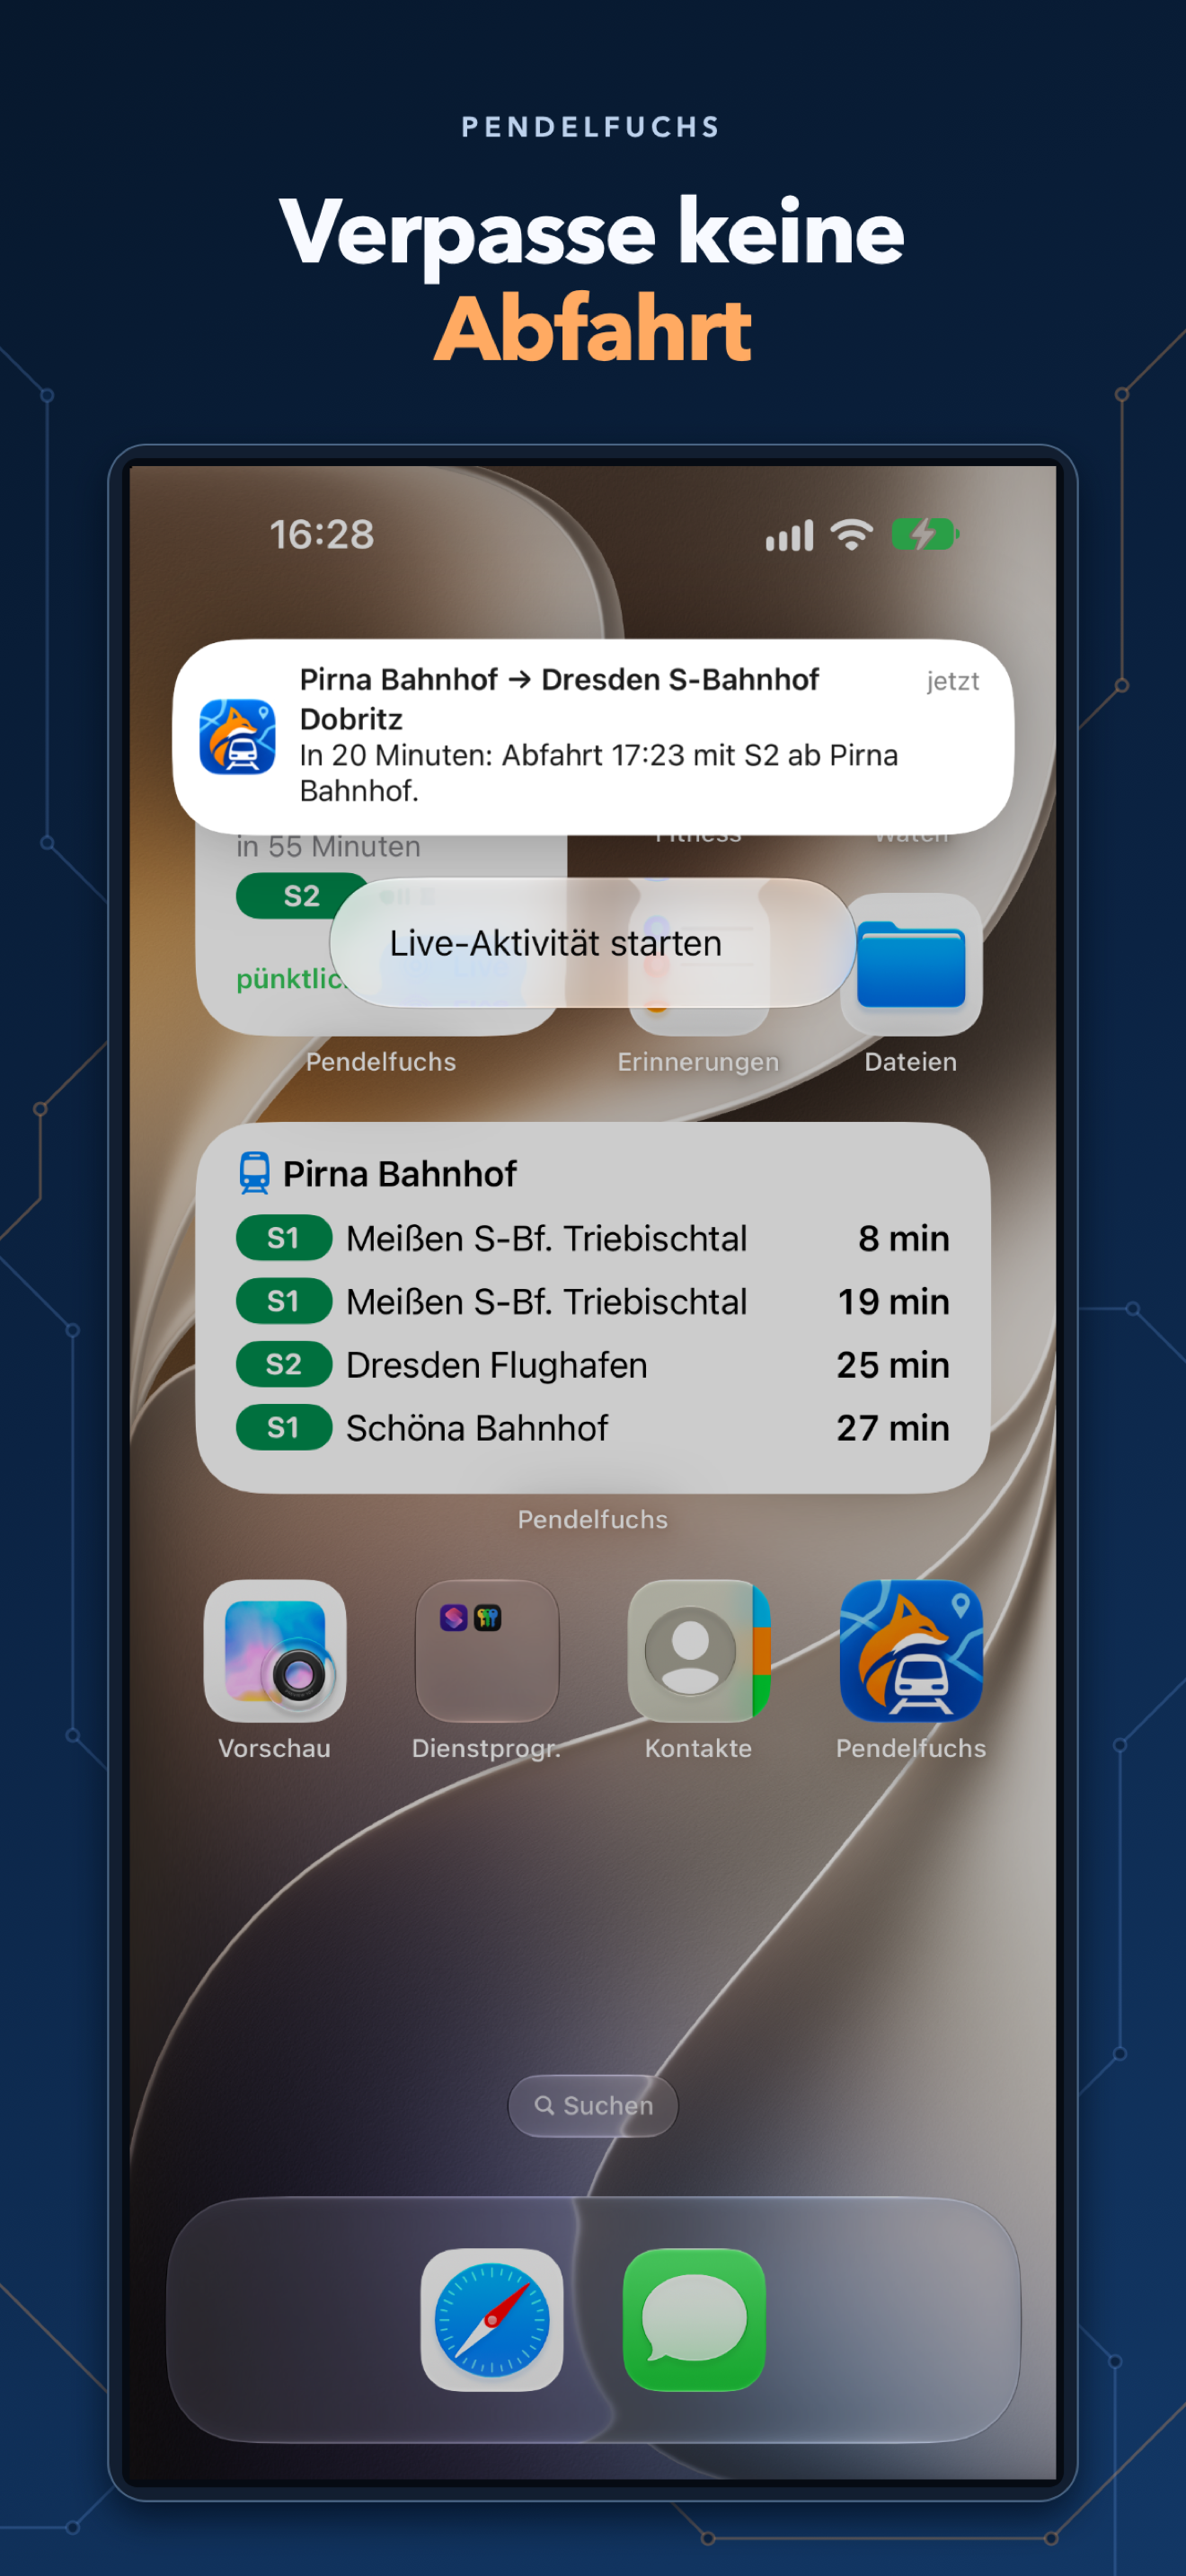 PENDELFUCHS
Verpasse keine
Abfahrt
16:28
Pirna Bahnhof → Dresden S-Bahnhof
Dobritz
jetzt
In 20 Minuten: Abfahrt 17:23 mit S2 ab Pirna
Bahnhof.
in 55 Minuten
Fitness
Watch
S2
Live-Aktivität starten
Pendelfuchs
Erinnerungen
Dateien
Pirna Bahnhof
S1 Meißen S-Bf. Triebischtal 8 min
S1 Meißen S-Bf. Triebischtal 19 min
S2 Dresden Flughafen 25 min
S1 Schöna Bahnhof 27 min
Pendelfuchs
Vorschau
Dienstprogr.
Kontakte
Pendelfuchs
Suchen